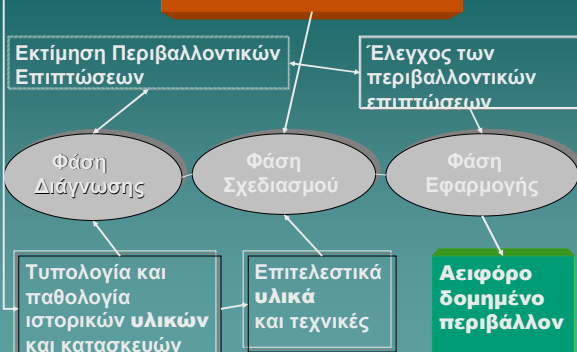 Εκτίμηση Περιβαλλοντικών
Επιπτώσεων
Έλεγχος των
περιβαλλοντικών
επιπτώσεων
Φάση
Διάγνωσης
Φάση
Σχεδιασμού
Φάση
Εφαρμογής
Τυπολογία και
παθολογία
ιστορικών υλικών
και κατασκευών
Επιτελεστικά
υλικά
και τεχνικές
Αειφόρο
δομημένο
περιβάλλον